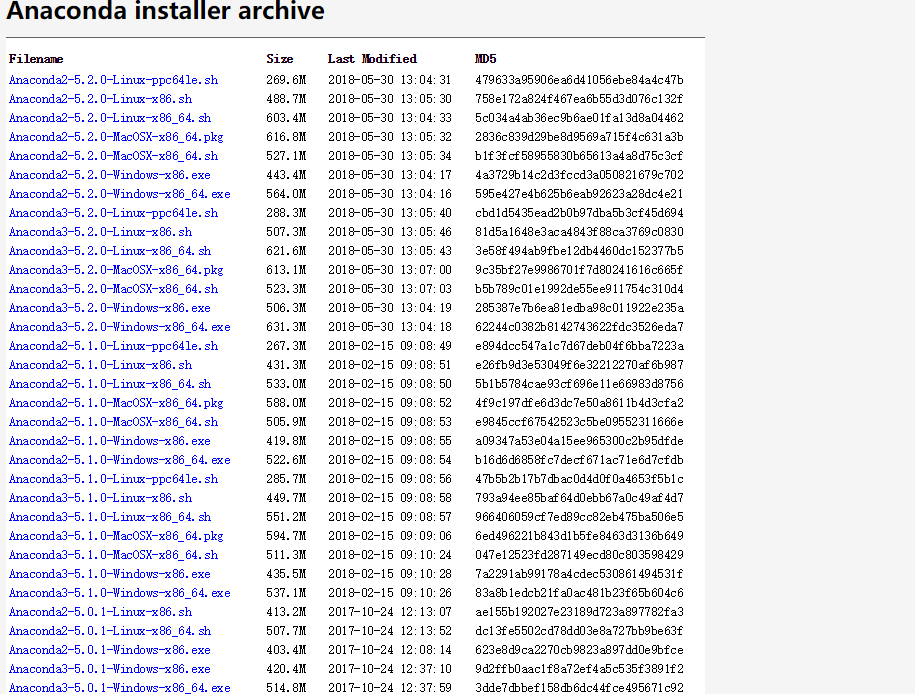 Anaconda installer archive
Filename Size Last Modified MD5
Anaconda2-5.2.0-Linux-ppc64le.sh 269.6M 2018-05-30 13:04:31 479633a95906ea6d41056ebe84a4c47b
Anaconda2-5.2.0-Linux-x86.sh 488.7M 2018-05-30 13:05:30 758e172a824f467ea6b55d3d076c132f
Anaconda2-5.2.0-Linux-x86_64.sh 603.4M 2018-05-30 13:04:33 5c034a4ab36ec9b6ae01fa13d8a04462
Anaconda2-5.2.0-MacOSX-x86_64.pkg 616.8M 2018-05-30 13:05:32 2836c839d29be8d9569a715f4c631a3b
Anaconda2-5.2.0-MacOSX-x86_64.sh 527.1M 2018-05-30 13:05:34 b1f3fcf58955830b65613a4a8d75c3cf
Anaconda2-5.2.0-Windows-x86.exe 443.4M 2018-05-30 13:04:17 4a3729b14c2d3fccd3a050821679c702
Anaconda2-5.2.0-Windows-x86_64.exe 564.0M 2018-05-30 13:04:16 595e427e4b625b6eab92623a28dc4e21
Anaconda3-5.2.0-Linux-ppc64le.sh 288.3M 2018-05-30 13:05:40 cbd1d5435ead2b0b97dba5b3cf45d694
Anaconda3-5.2.0-Linux-x86.sh 507.3M 2018-05-30 13:05:46 81d5a1648e3aca4843f88ca3769c0830
Anaconda3-5.2.0-Linux-x86_64.sh 621.6M 2018-05-30 13:05:43 3e58f494ab9fbe12db4460dc152377b5
Anaconda3-5.2.0-MacOSX-x86_64.pkg 613.1M 2018-05-30 13:07:00 9c35bf27e9986701f7d80241616c665f
Anaconda3-5.2.0-MacOSX-x86_64.sh 523.3M 2018-05-30 13:07:03 b5b789c01e1992de55ee911754c310d4
Anaconda3-5.2.0-Windows-x86.exe 506.3M 2018-05-30 13:04:19 285387e7b6ea81edba98c011922e235a
Anaconda3-5.2.0-Windows-x86_64.exe 631.3M 2018-05-30 13:04:18 62244c0382b8142743622fdc3526eda7
Anaconda2-5.1.0-Linux-ppc64le.sh 267.3M 2018-02-15 09:08:49 e894dcc547a1c7d67deb04f6bba7223a
Anaconda2-5.1.0-Linux-x86.sh 431.3M 2018-02-15 09:08:51 e26fb9d3e53049f6e32212270af6b987
Anaconda2-5.1.0-Linux-x86_64.sh 533.0M 2018-02-15 09:08:50 5b1b5784cae93cf696e11e66983d8756
Anaconda2-5.1.0-MacOSX-x86_64.pkg 588.0M 2018-02-15 09:08:52 4f9c197dfe6d3dc7e50a8611b4d3cfa2
Anaconda2-5.1.0-MacOSX-x86_64.sh 505.9M 2018-02-15 09:08:53 e9845ccf67542523c5be09552311666e
Anaconda2-5.1.0-Windows-x86.exe 419.8M 2018-02-15 09:08:55 a09347a53e04a15ee965300c2b95dfde
Anaconda2-5.1.0-Windows-x86_64.exe 522.6M 2018-02-15 09:08:54 b16d6d6858fc7decf671ac71e6d7cfdb
Anaconda3-5.1.0-Linux-ppc64le.sh 285.7M 2018-02-15 09:08:56 47b5b2b17b7dbac0d4d0f0a4653f5b1c
Anaconda3-5.1.0-Linux-x86.sh 449.7M 2018-02-15 09:08:58 793a94ee85baf64d0ebb67a0c49af4d7
Anaconda3-5.1.0-Linux-x86_64.sh 551.2M 2018-02-15 09:08:57 966406059cf7ed89cc82eb475ba506e5
Anaconda3-5.1.0-MacOSX-x86_64.pkg 594.7M 2018-02-15 09:09:06 6ed496221b843d1b5fe8463d3136b649
Anaconda3-5.1.0-MacOSX-x86_64.sh 511.3M 2018-02-15 09:10:24 047e12523fd287149ecd80c803598429
Anaconda3-5.1.0-Windows-x86.exe 435.5M 2018-02-15 09:10:28 7a2291ab99178a4cdec530861494531f
Anaconda3-5.1.0-Windows-x86_64.exe 537.1M 2018-02-15 09:10:26 83a8b1edcb21fa0ac481b23f65b604c6
Anaconda2-5.0.1-Linux-x86.sh 413.2M 2017-10-24 12:13:07 ae155b192027e23189d723a897782fa3
Anaconda2-5.0.1-Linux-x86_64.sh 507.7M 2017-10-24 12:13:52 dc13fe5502cd78dd03e8a727bb9be63f
Anaconda2-5.0.1-Windows-x86.exe 403.4M 2017-10-24 12:08:14 623e8d9ca2270cb9823a897dd0e9bfce
Anaconda3-5.0.1-Windows-x86.exe 420.4M 2017-10-24 12:37:10 9d2ffb0aac1f8a72ef4a5c535f3891f2
Anaconda3-5.0.1-Windows-x86_64.exe 514.8M 2017-10-24 12:37:59 3dde7dbbef158db6dc44fce495671c92